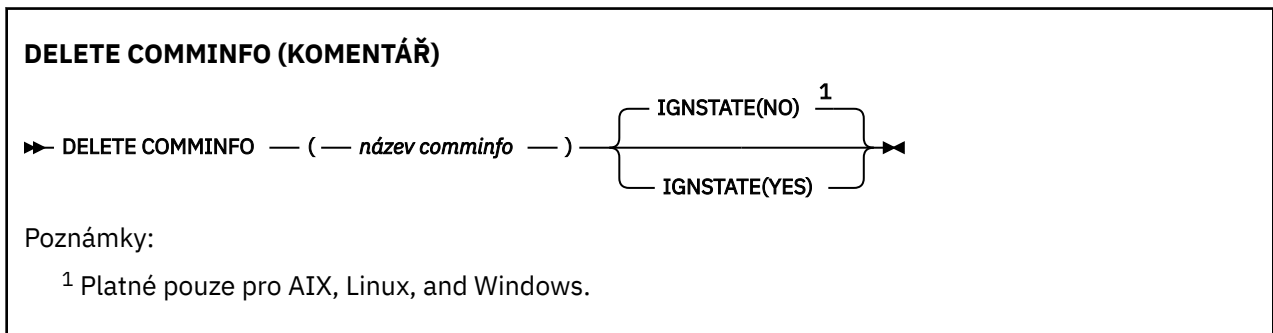 DELETE COMMINFO (KOMENTÁŘ)
IGNSTATE(NO) 1
DELETE COMMINFO ( název comminfo )
IGNSTATE(YES)
Poznámky:
1 Platné pouze pro AIX, Linux, and Windows.